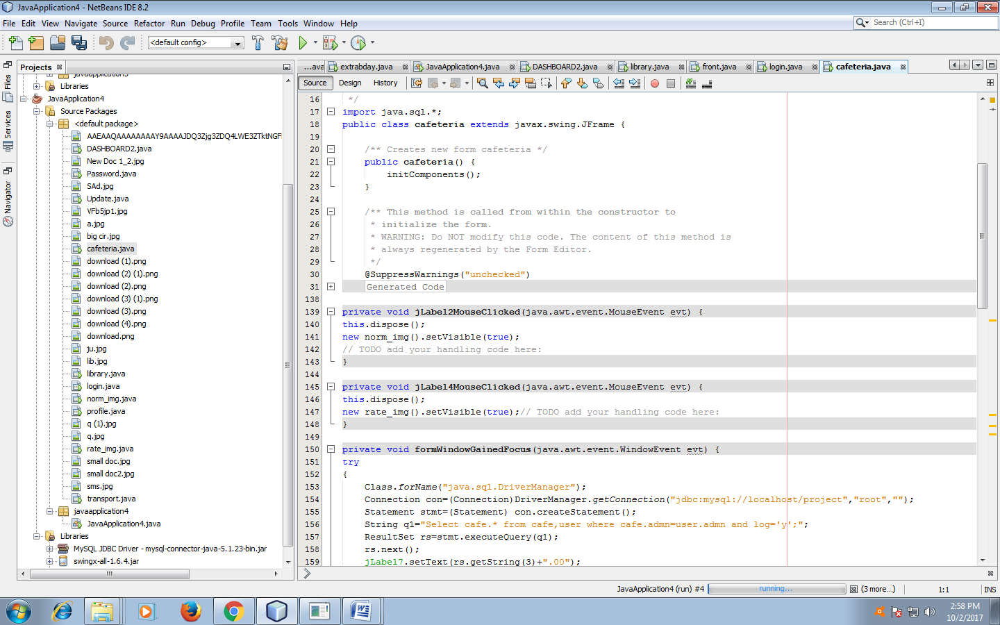 JavaApplication4 - NetBeans IDE 8.2
File Edit View Navigate Source Refactor Run Debug Profile Team Tools Window Help
Search (Ctrl+I)
<default config>
Files
Services
Navigator
Projects
javaapplication3
Libraries
JavaApplication4
Source Packages
<default package>
AAEAAQAAAAAAAAY9AAAAJDQ3Zjg3ZDQ4LWE3ZTktNGF
DASHBOARD2.java
New Doc 1_2.jpg
Password.java
SAd.jpg
Update.java
VFb5jp1.jpg
a.jpg
big cir.jpg
cafeteria.java
download (1).png
download (2) (1).png
download (2).png
download (3) (1).png
download (3).png
download (4).png
download.png
ju.jpg
lib.jpg
library.java
login.java
norm_img.java
profile.java
q (1).jpg
q.jpg
rate_img.java
small doc.jpg
small doc2.jpg
sms.jpg
transport.java
javaapplication4
JavaApplication4.java
Libraries
MySQL JDBC Driver - mysql-connector-java-5.1.23-bin.jar
swingx-all-1.6.4.jar
...ava extrabday.java JavaApplication4.java DASHBOARD2.java library.java front.java login.java cafeteria.java
Source Design History
16 */
17 import java.sql.*;
18 public class cafeteria extends javax.swing.JFrame {
19
20 /** Creates new form cafeteria */
21 public cafeteria() {
22 initComponents();
23 }
24
25 /** This method is called from within the constructor to
26 * initialize the form.
27 * WARNING: Do NOT modify this code. The content of this method is
28 * always regenerated by the Form Editor.
29 */
30 @SuppressWarnings("unchecked")
31 Generated Code
138
139 private void jLabel2MouseClicked(java.awt.event.MouseEvent evt) {
140 this.dispose();
141 new norm_img().setVisible(true);
142 // TODO add your handling code here:
143 }
144
145 private void jLabel4MouseClicked(java.awt.event.MouseEvent evt) {
146 this.dispose();
147 new rate_img().setVisible(true);// TODO add your handling code here:
148 }
149
150 private void formWindowGainedFocus(java.awt.event.WindowEvent evt) {
151 try
152 {
153 Class.forName("java.sql.DriverManager");
154 Connection con=(Connection)DriverManager.getConnection("jdbc:mysql://localhost/project","root","");
155 Statement stmt=(Statement) con.createStatement();
156 String q1="Select cafe.* from cafe,user where cafe.admn=user.admn and log='y';";
157 ResultSet rs=stmt.executeQuery(q1);
158 rs.next();
159 jLabel7.setText(rs.getString(3)+".00");
JavaApplication4 (run) #4 running... (3 more...) 1:1 INS
2:58 PM
10/2/2017